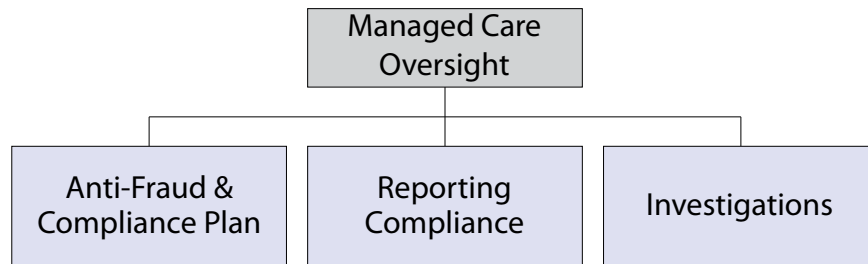 Managed Care
Oversight
Anti-Fraud &
Compliance Plan
Reporting
Compliance
Investigations